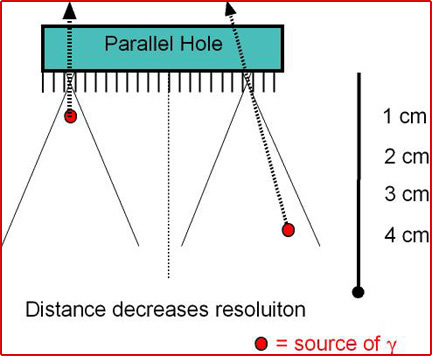 Parallel Hole
1 cm
2 cm
3 cm
4 cm
Distance decreases resoluiton
= source of γ